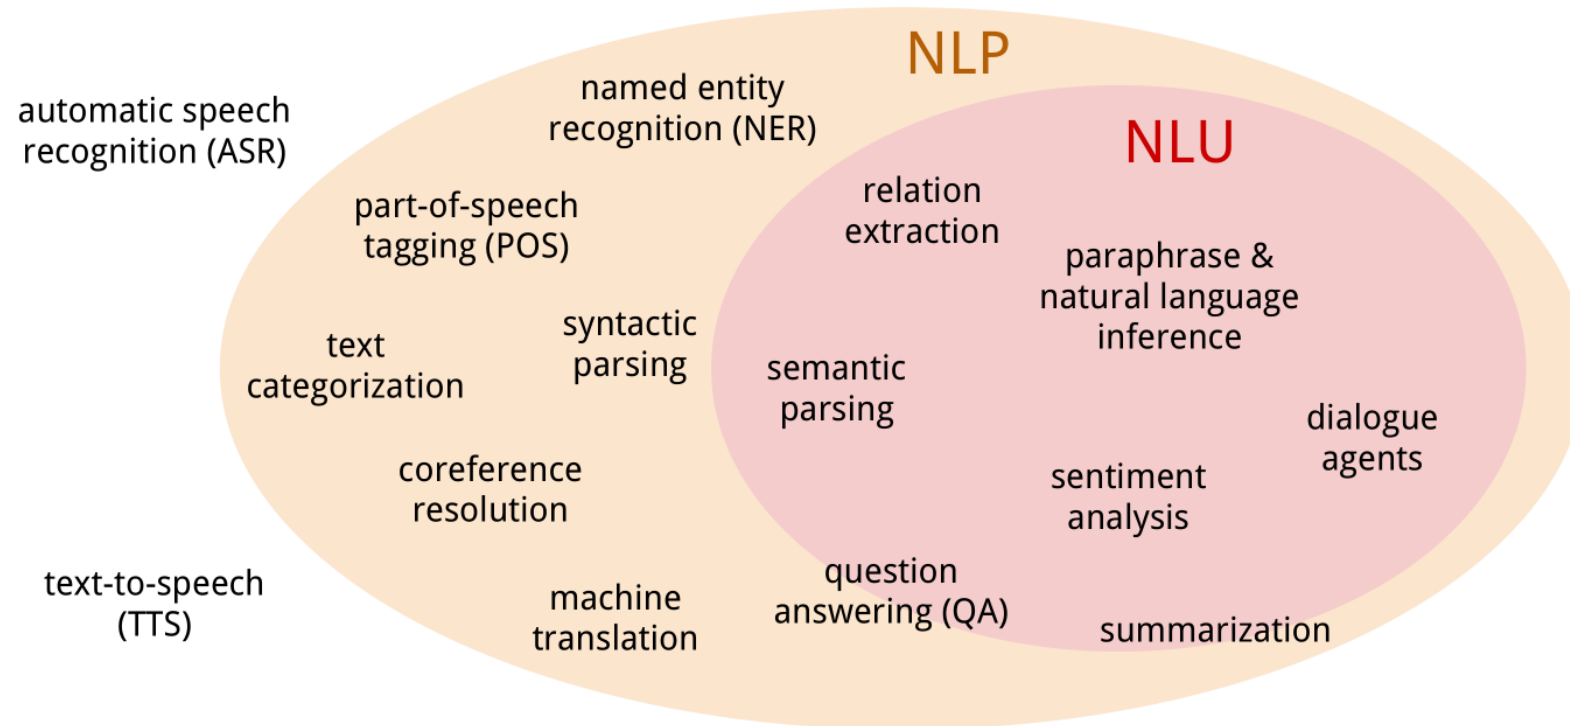 NLP
NLU
automatic speech
recognition (ASR)
named entity
recognition (NER)
part-of-speech
tagging (POS)
relation
extraction
paraphrase &
natural language
inference
text
categorization
syntactic
parsing
semantic
parsing
dialogue
agents
coreference
resolution
sentiment
analysis
text-to-speech
(TTS)
machine
translation
question
answering (QA)
summarization